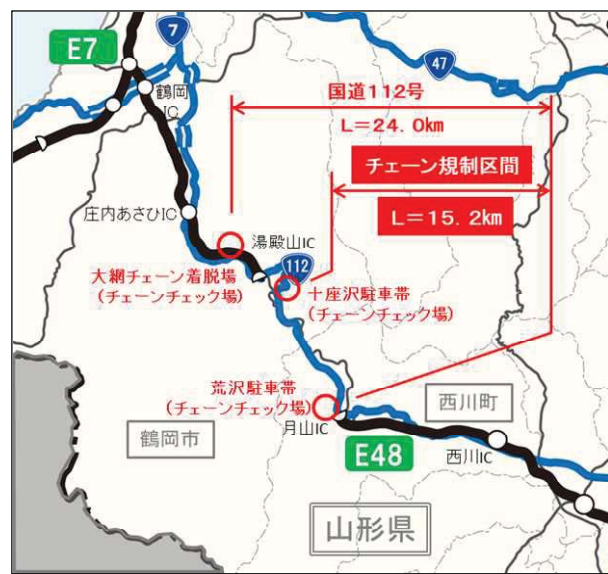 7
E7
47
鶴岡
IC
国道112号
L=24.0km
チェーン規制区間
L=15.2km
庄内あさひIC
湯殿山IC
112
大網チェーン着脱場
(チェーンチェック場)
十座沢駐車帯
(チェーンチェック場)
荒沢駐車帯
(チェーンチェック場)
月山IC
西川町
鶴岡市
E48
西川IC
山形県